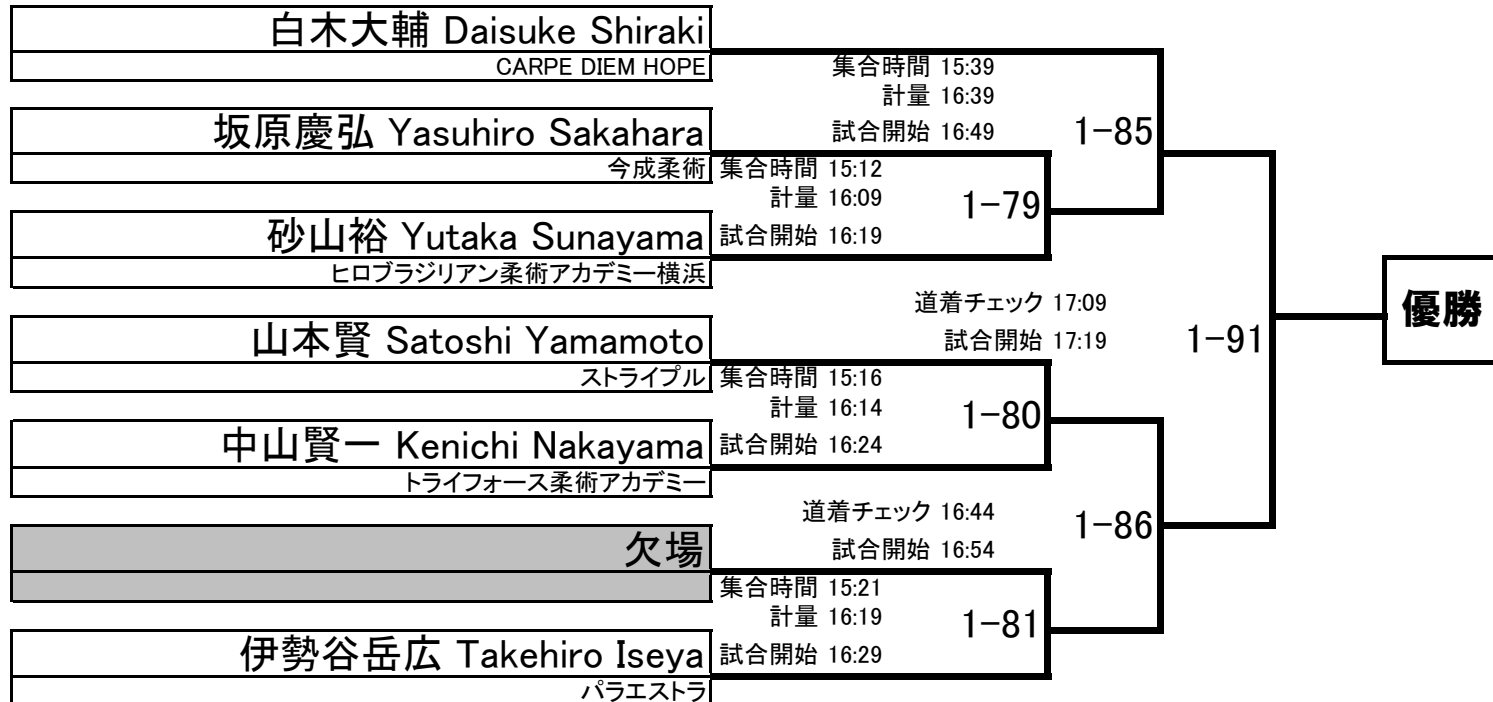 白木大輔 Daisuke Shiraki
CARPE DIEM HOPE
集合時間 15:39
計量 16:39
試合開始 16:49
1-85
坂原慶弘 Yasuhiro Sakahara
今成柔術
集合時間 15:12
計量 16:09
試合開始 16:19
1-79
砂山裕 Yutaka Sunayama
ヒロブラジリアン柔術アカデミー横浜
道着チェック 17:09
試合開始 17:19
1-91
優勝
山本賢 Satoshi Yamamoto
ストライプル
集合時間 15:16
計量 16:14
試合開始 16:24
1-80
中山賢一 Kenichi Nakayama
トライフォース柔術アカデミー
道着チェック 16:44
試合開始 16:54
1-86
欠場
集合時間 15:21
計量 16:19
試合開始 16:29
1-81
伊勢谷岳広 Takehiro Iseya
パラエストラ